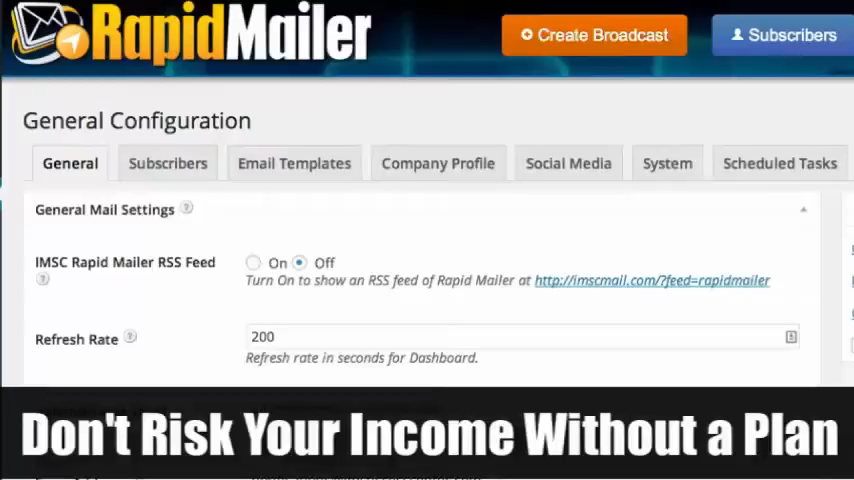 RapidMailer
Create Broadcast
Subscribers
General Configuration
General Subscribers Email Templates Company Profile Social Media System Scheduled Tasks
General Mail Settings ?
IMSC Rapid Mailer RSS Feed ?
On Off
Turn On to show an RSS feed of Rapid Mailer at http://imscmail.com/?feed=rapidmailer
Refresh Rate ?
200
Refresh rate in seconds for Dashboard.
Don't Risk Your Income Without a Plan